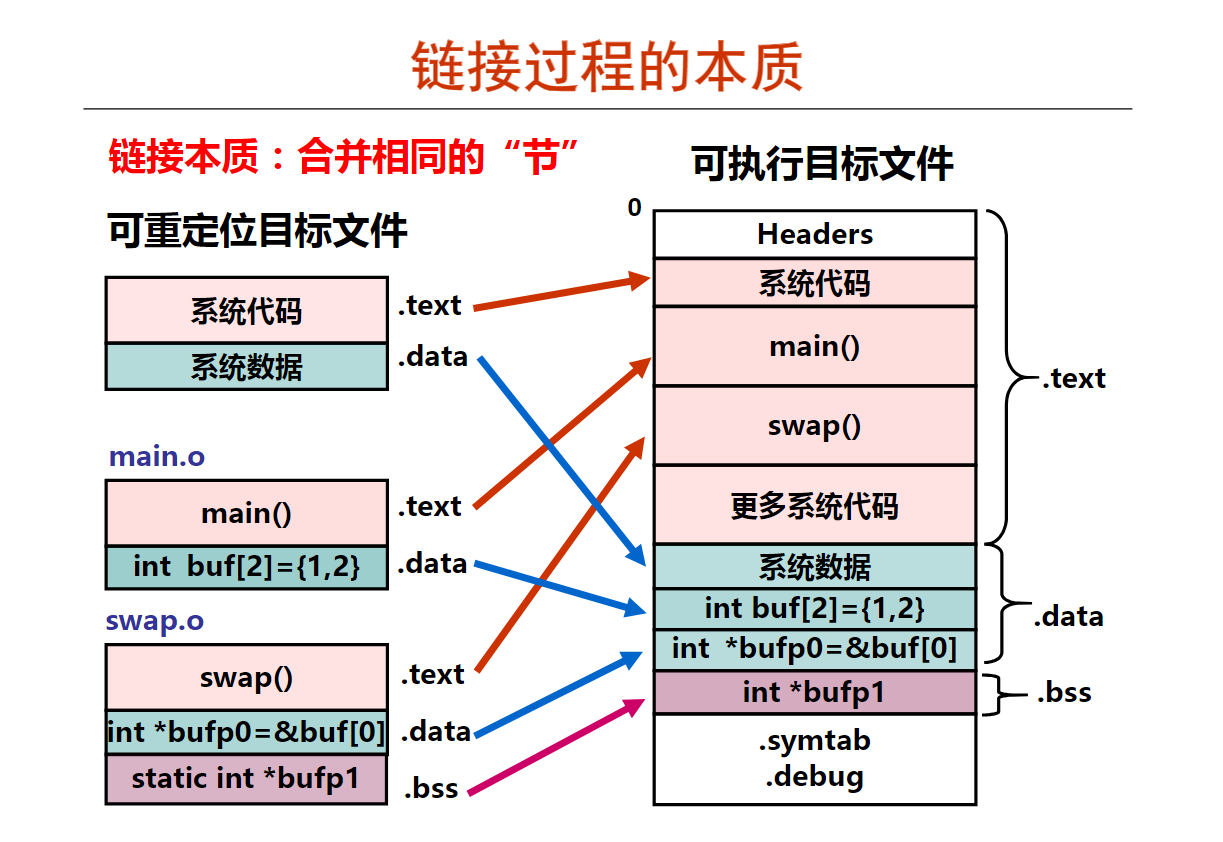 链接过程的本质
链接本质：合并相同的“节”
可重定位目标文件
系统代码
.text
系统数据
.data
main.o
main()
.text
int buf[2]={1,2}
.data
swap.o
swap()
.text
int *bufp0=&buf[0]
.data
static int *bufp1
.bss
可执行目标文件
0
Headers
系统代码
main()
swap()
更多系统代码
.text
系统数据
int buf[2]={1,2}
int *bufp0=&buf[0]
.data
int *bufp1
.bss
.symtab
.debug